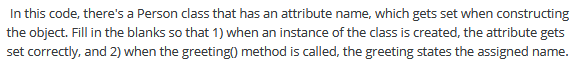 In this code, there's a Person class that has an attribute name, which gets set when constructing
the object. Fill in the blanks so that 1) when an instance of the class is created, the attribute gets
set correctly, and 2) when the greeting() method is called, the greeting states the assigned name.